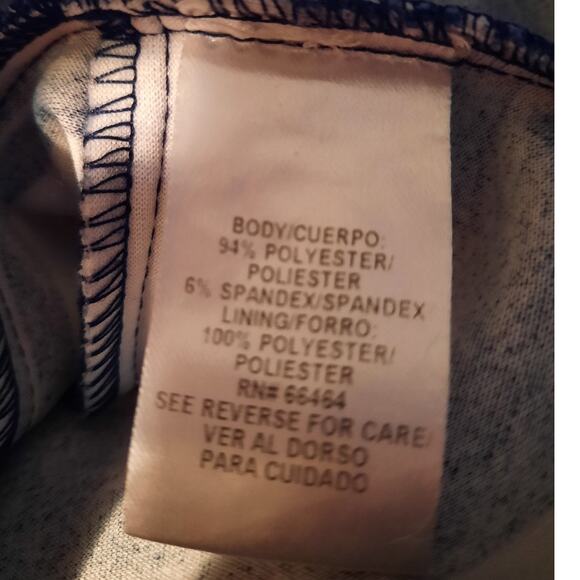 BODY/CUERPO:
94% POLYESTER/
POLIESTER
6% SPANDEX/SPANDEX
LINING/FORRO:
100% POLYESTER/
POLIESTER
RN# 66464
SEE REVERSE FOR CARE/
VER AL DORSO
PARA CUIDADO